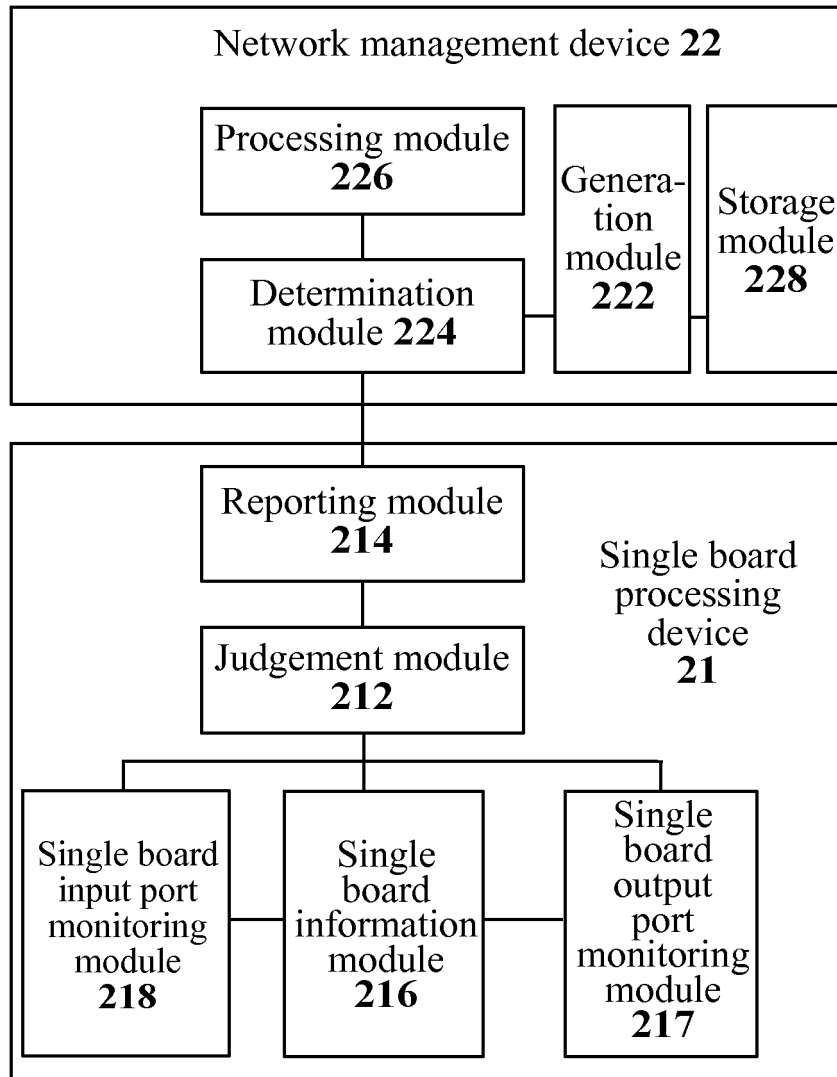 Network management device 22
Processing module
226
Determination
module 224
Genera-
tion
module
222
Storage
module
228
Reporting module
214
Single board
processing
device
21
Judgement module
212
Single board
input port
monitoring
module
218
Single
board
information
module
216
Single
board
output
port
monitoring
module
217